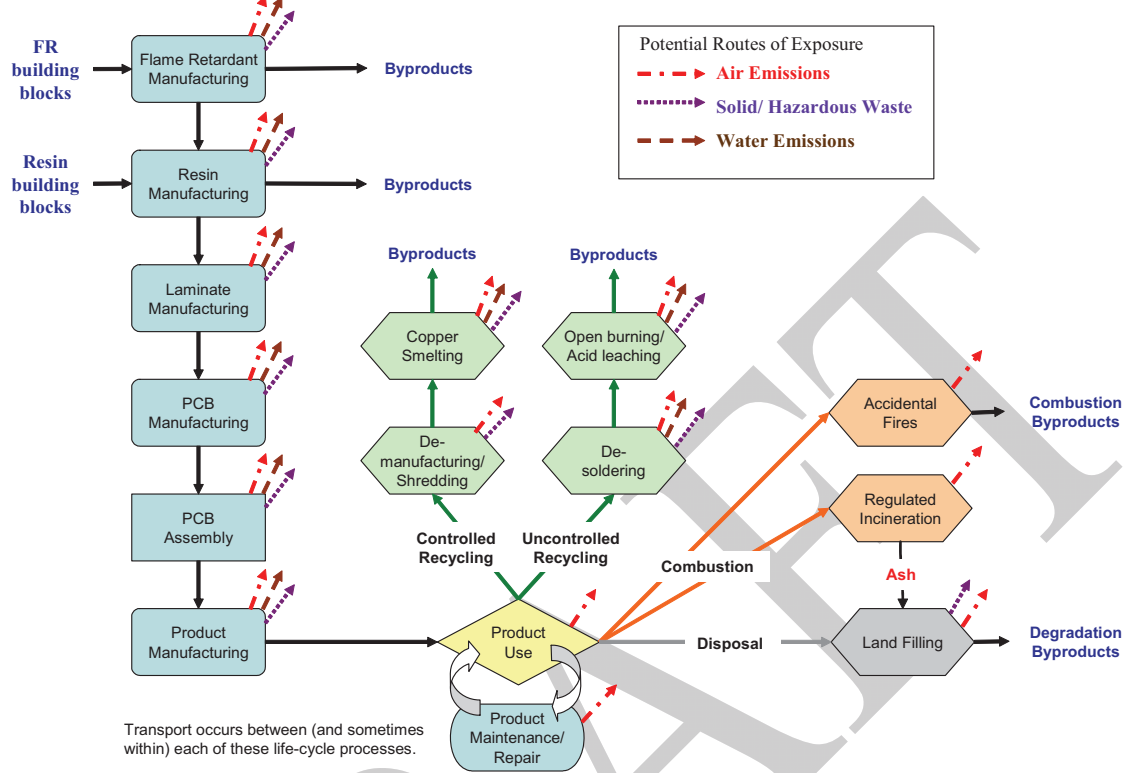 FR
building
blocks
Flame Retardant
Manufacturing
Byproducts
Potential Routes of Exposure
Air Emissions
Solid/ Hazardous Waste
Water Emissions
Resin
building
blocks
Resin
Manufacturing
Byproducts
Laminate
Manufacturing
PCB
Manufacturing
PCB
Assembly
Product
Manufacturing
Byproducts
Copper
Smelting
De-
manufacturing/
Shredding
Controlled
Recycling
Byproducts
Open burning/
Acid leaching
De-
soldering
Uncontrolled
Recycling
Combustion
Accidental
Fires
Combustion
Byproducts
Regulated
Incineration
Ash
Product
Use
Disposal
Land Filling
Degradation
Byproducts
Product
Maintenance/
Repair
Transport occurs between (and sometimes
within) each of these life-cycle processes.
DRAFT